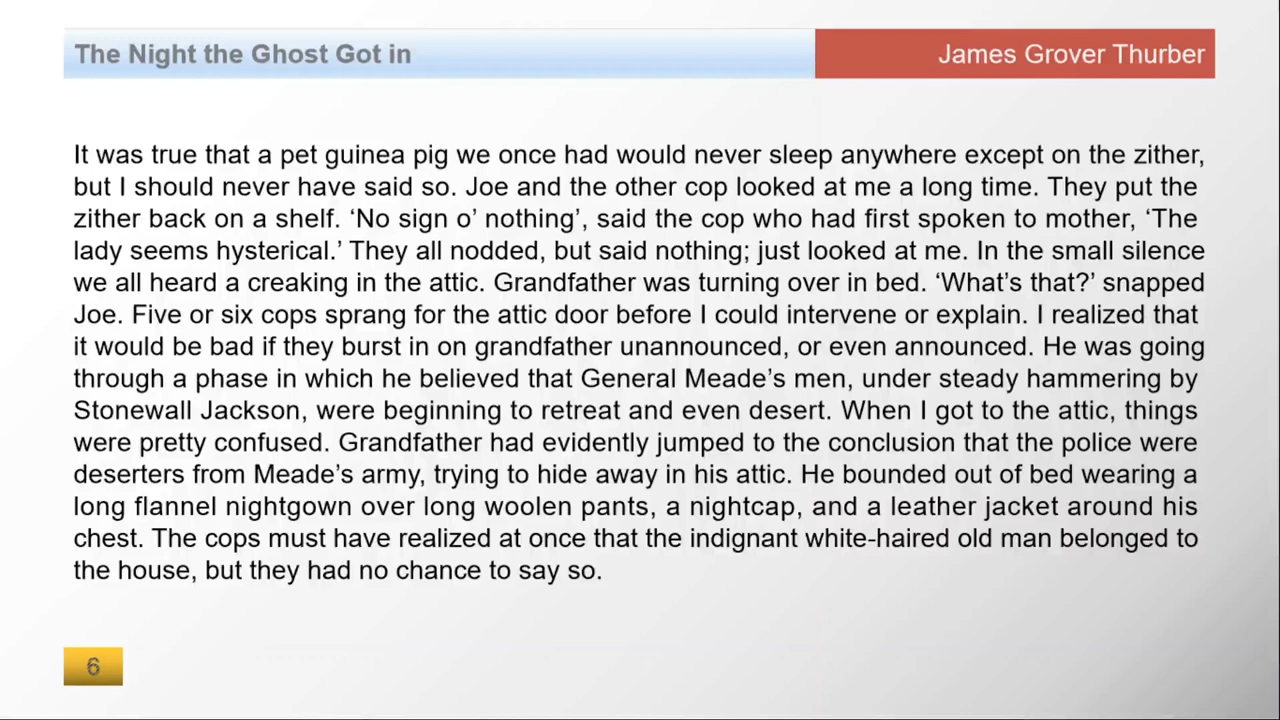 The Night the Ghost Got in
James Grover Thurber
It was true that a pet guinea pig we once had would never sleep anywhere except on the zither,
but I should never have said so. Joe and the other cop looked at me a long time. They put the
zither back on a shelf. ‘No sign o’ nothing’, said the cop who had first spoken to mother, ‘The
lady seems hysterical.’ They all nodded, but said nothing; just looked at me. In the small silence
we all heard a creaking in the attic. Grandfather was turning over in bed. ‘What’s that?’ snapped
Joe. Five or six cops sprang for the attic door before I could intervene or explain. I realized that
it would be bad if they burst in on grandfather unannounced, or even announced. He was going
through a phase in which he believed that General Meade’s men, under steady hammering by
Stonewall Jackson, were beginning to retreat and even desert. When I got to the attic, things
were pretty confused. Grandfather had evidently jumped to the conclusion that the police were
deserters from Meade’s army, trying to hide away in his attic. He bounded out of bed wearing a
long flannel nightgown over long woolen pants, a nightcap, and a leather jacket around his
chest. The cops must have realized at once that the indignant white-haired old man belonged to
the house, but they had no chance to say so.
6